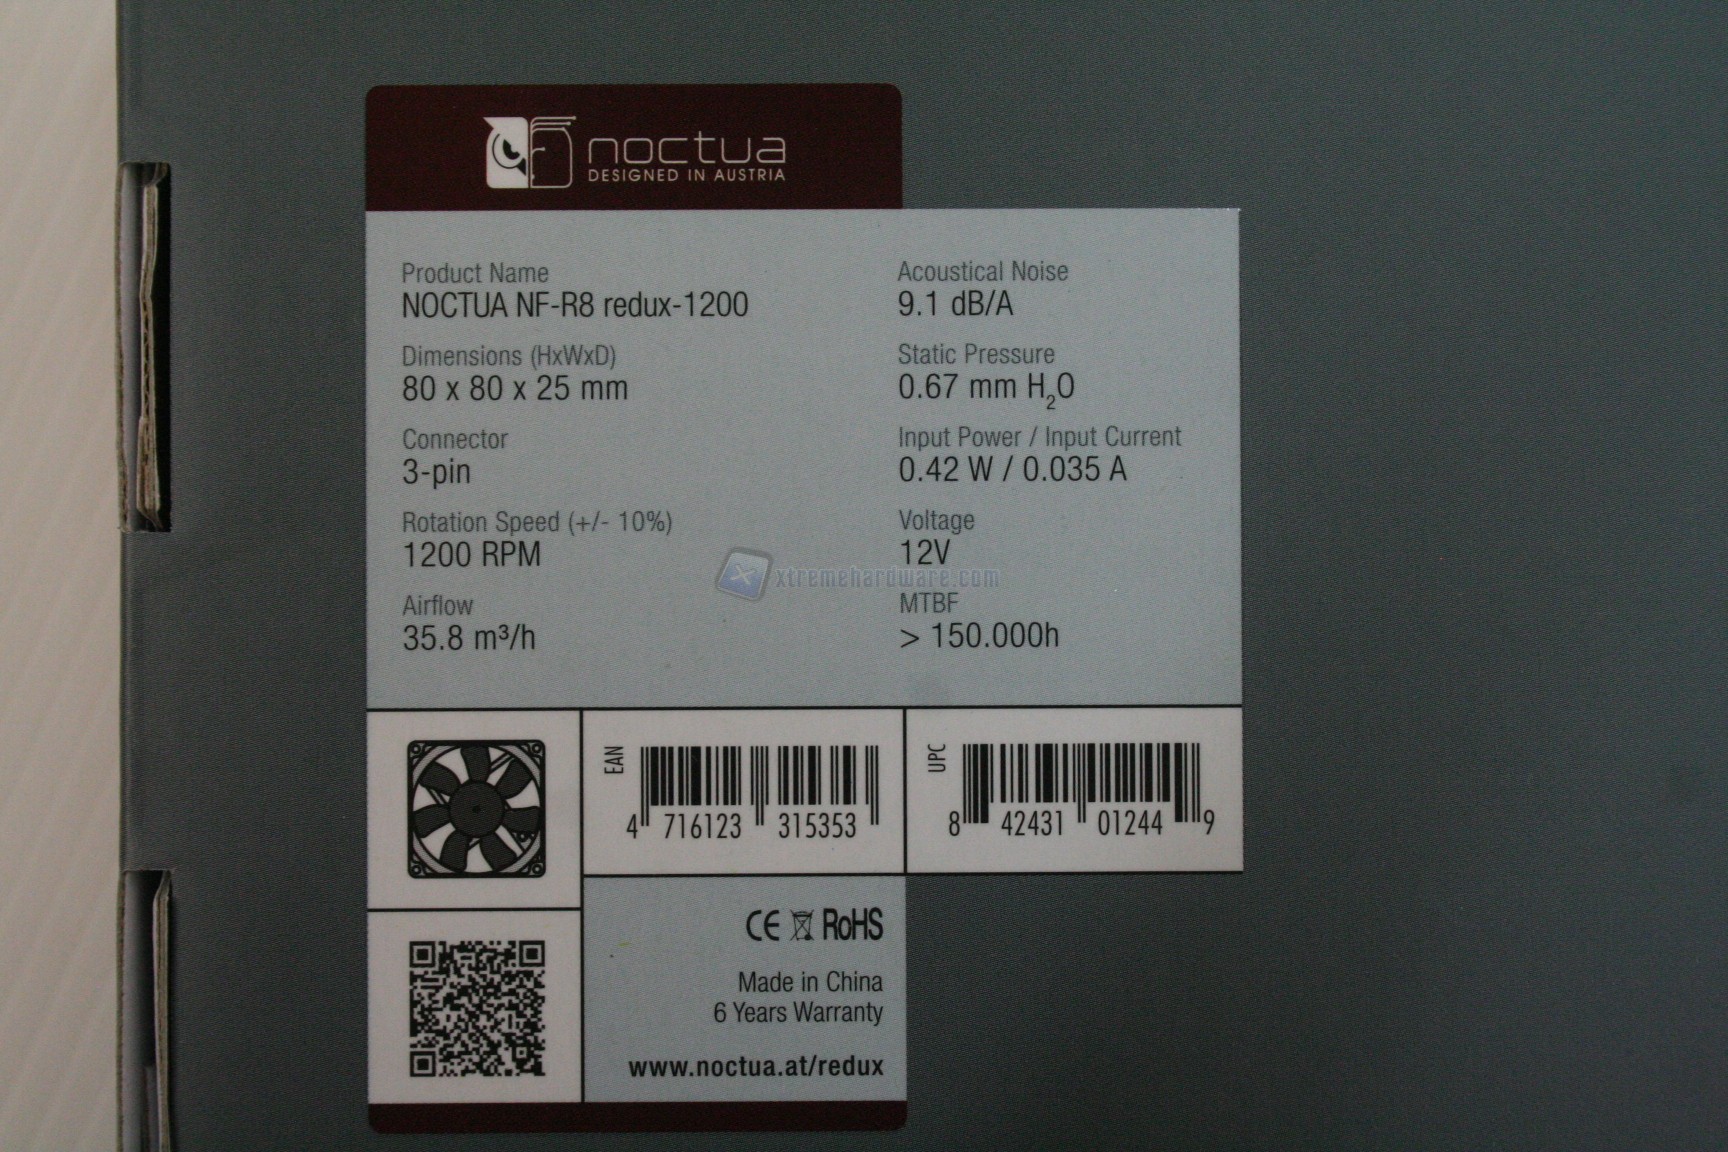 noctua
DESIGNED IN AUSTRIA
Product Name
NOCTUA NF-R8 redux-1200
Dimensions (HxWxD)
80 x 80 x 25 mm
Connector
3-pin
Rotation Speed (+/- 10%)
1200 RPM
Airflow
35.8 m³/h
Acoustical Noise
9.1 dB/A
Static Pressure
0.67 mm H₂O
Input Power / Input Current
0.42 W / 0.035 A
Voltage
12V
MTBF
> 150.000h
xtremehardware.com
EAN
4 716123 315353
UPC
8 42431 01244 9
CE RoHS
Made in China
6 Years Warranty
www.noctua.at/redux